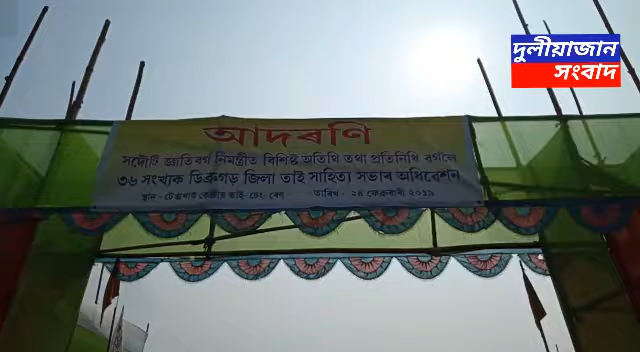 দুলীয়াজান
সংবাদ
আদৰণি
সদৌটি জাতিবৰ্গ নিমন্ত্ৰীত বিশিষ্ট অতিথি তথা প্ৰতিনিধি বৰ্গলৈ
৩৬ সংখ্যক ডিব্ৰুগড় জিলা তাই সাহিত্য সভাৰ অধিৱেশন
স্থান - কেন্দ্ৰীয় তাই- তাৰিখ - ২৪ ফেব্ৰুৱাৰী ২০১৯